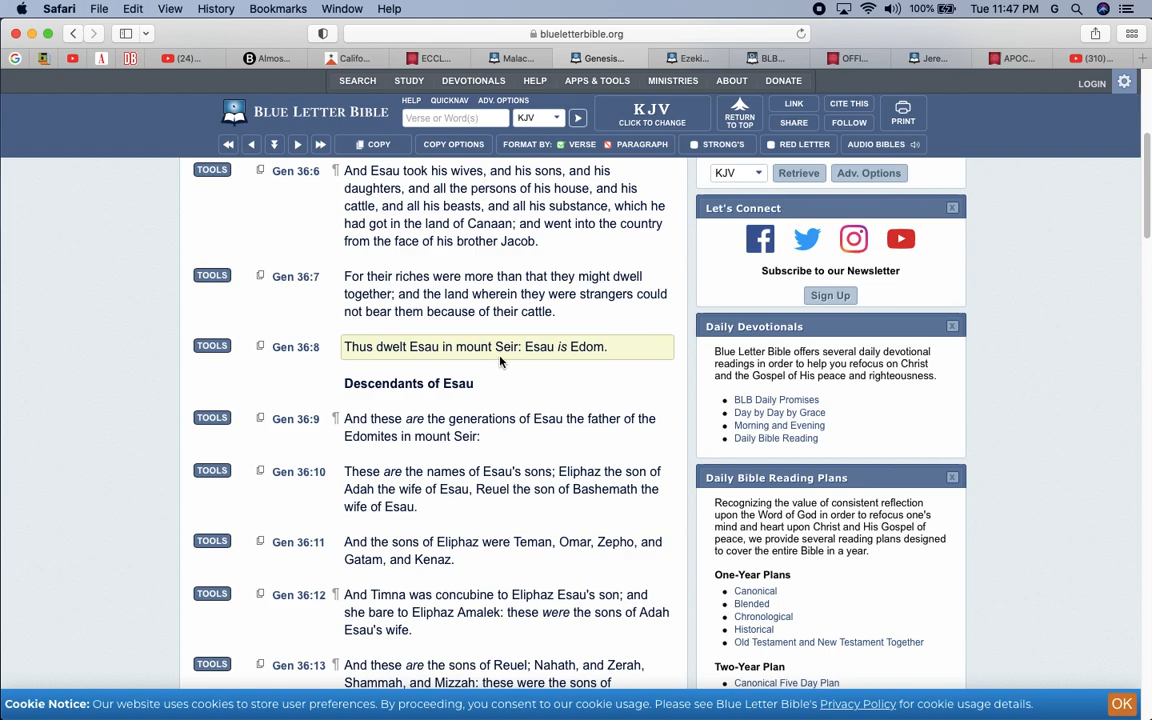 Safari File Edit View History Bookmarks Window Help 100% Tue 11:47 PM G
blueletterbible.org
(24)... Almos... Califo... ECCL... Malac... Genesis... Ezeki... BLB... OFFI... Jere... APOC... (310)...
SEARCH STUDY DEVOTIONALS HELP APPS & TOOLS MINISTRIES ABOUT DONATE LOGIN
BLUE LETTER BIBLE
HELP QUICKNAV ADV. OPTIONS
Verse or Word(s) KJV
KJV
CLICK TO CHANGE
RETURN
TO TOP
LINK CITE THIS
SHARE FOLLOW
PRINT
COPY COPY OPTIONS FORMAT BY: VERSE PARAGRAPH STRONG'S RED LETTER AUDIO BIBLES
TOOLS Gen 36:6 ¶ And Esau took his wives, and his sons, and his
daughters, and all the persons of his house, and his
cattle, and all his beasts, and all his substance, which he
had got in the land of Canaan; and went into the country
from the face of his brother Jacob.
TOOLS Gen 36:7 For their riches were more than that they might dwell
together; and the land wherein they were strangers could
not bear them because of their cattle.
TOOLS Gen 36:8 Thus dwelt Esau in mount Seir: Esau is Edom.
Descendants of Esau
TOOLS Gen 36:9 ¶ And these are the generations of Esau the father of the
Edomites in mount Seir:
TOOLS Gen 36:10 These are the names of Esau's sons; Eliphaz the son of
Adah the wife of Esau, Reuel the son of Bashemath the
wife of Esau.
TOOLS Gen 36:11 And the sons of Eliphaz were Teman, Omar, Zepho, and
Gatam, and Kenaz.
TOOLS Gen 36:12 ¶ And Timna was concubine to Eliphaz Esau's son; and
she bare to Eliphaz Amalek: these were the sons of Adah
Esau's wife.
TOOLS Gen 36:13 ¶ And these are the sons of Reuel; Nahath, and Zerah,
Shammah, and Mizzah: these were the sons of
KJV Retrieve Adv. Options
Let's Connect
Subscribe to our Newsletter
Sign Up
Daily Devotionals
Blue Letter Bible offers several daily devotional
readings in order to help you refocus on Christ
and the Gospel of His peace and righteousness.
BLB Daily Promises
Day by Day by Grace
Morning and Evening
Daily Bible Reading
Daily Bible Reading Plans
Recognizing the value of consistent reflection
upon the Word of God in order to refocus one's
mind and heart upon Christ and His Gospel of
peace, we provide several reading plans designed
to cover the entire Bible in a year.
One-Year Plans
Canonical
Blended
Chronological
Historical
Old Testament and New Testament Together
Two-Year Plan
Canonical Five Day Plan
Cookie Notice: Our website uses cookies to store user preferences. By proceeding, you consent to our cookie usage. Please see Blue Letter Bible's Privacy Policy for cookie usage details. OK